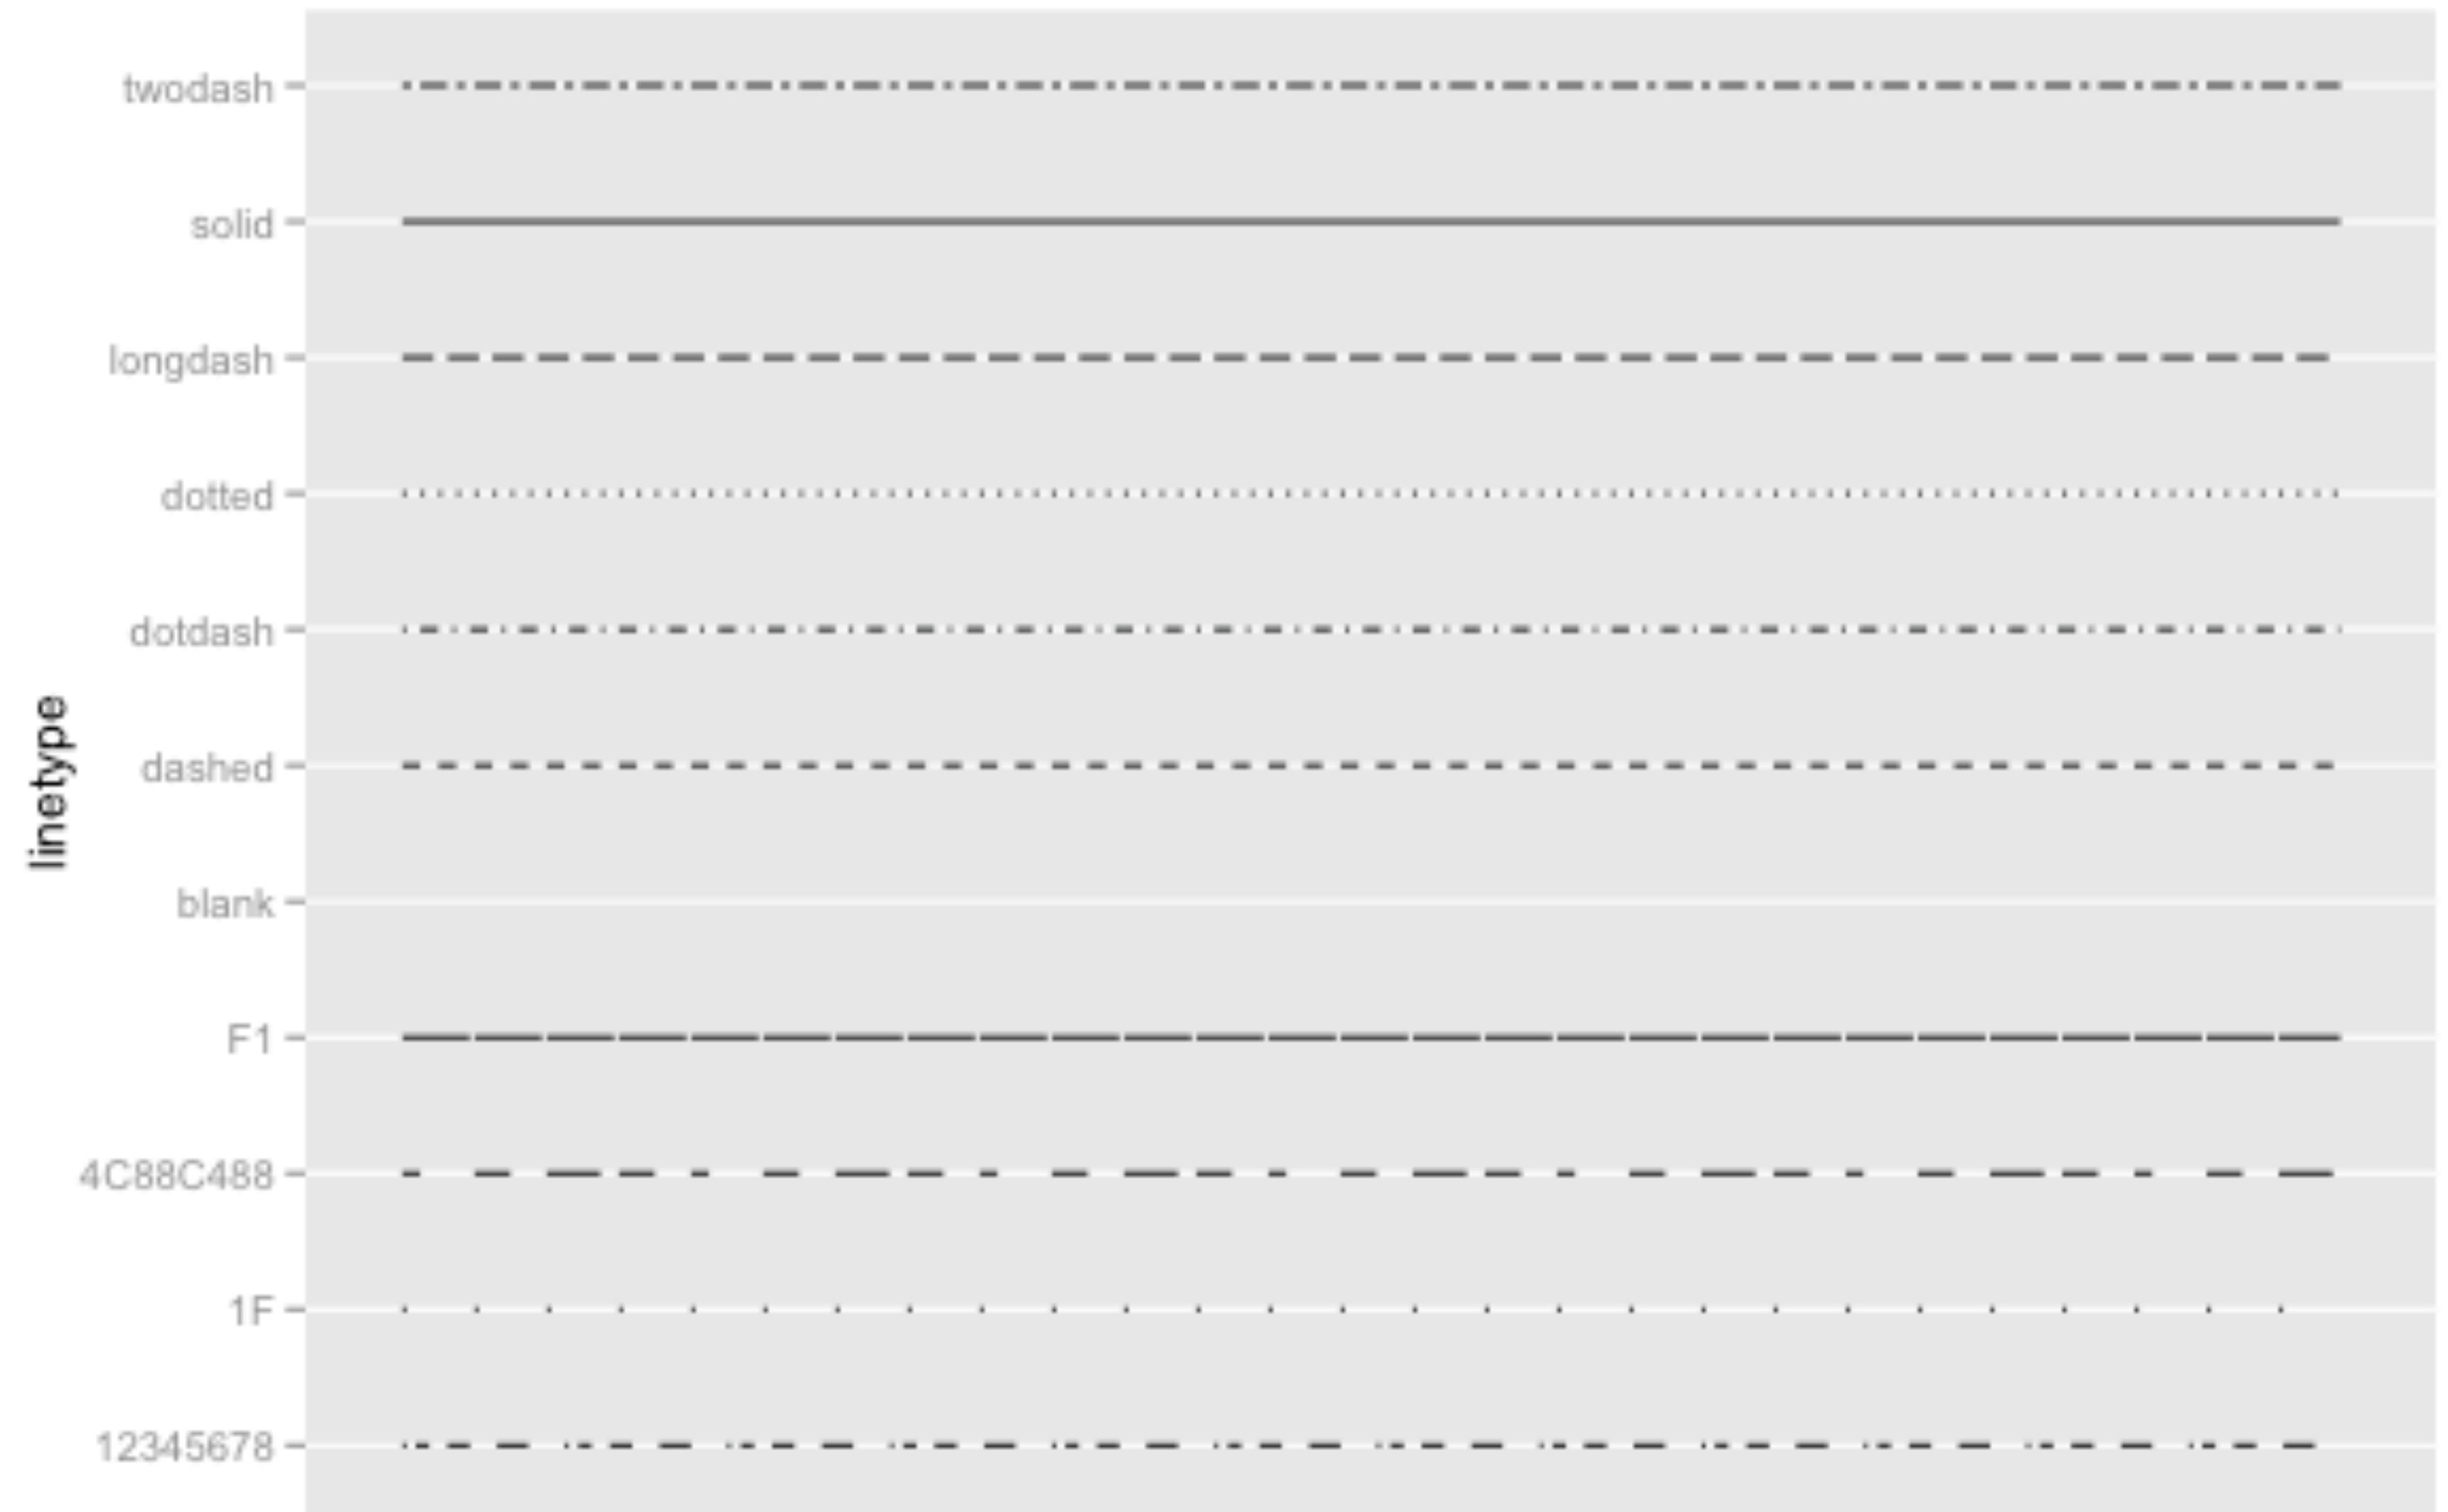 twodash
solid
longdash
dotted
dotdash
dashed
linetype
blank
F1
4C88C488
1F
12345678